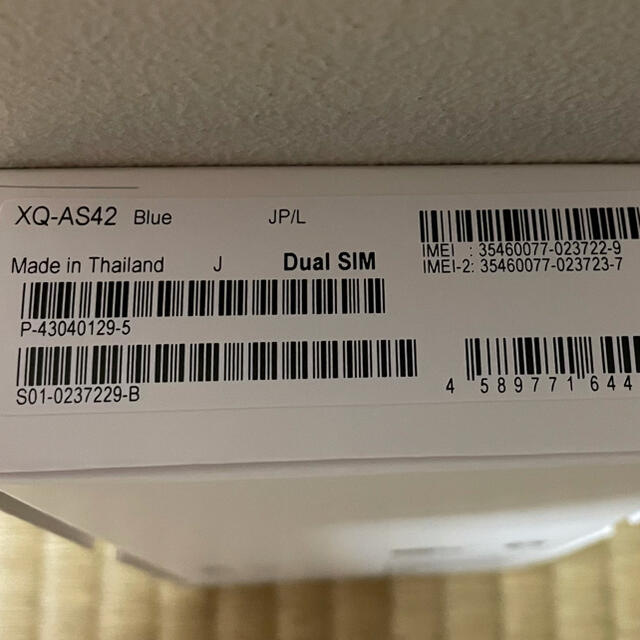 XQ-AS42 Blue JP/L
Made in Thailand J Dual SIM
P-43040129-5
S01-0237229-B
IMEI : 35460077-023722-9
IMEI-2: 35460077-023723-7
4 589771 644